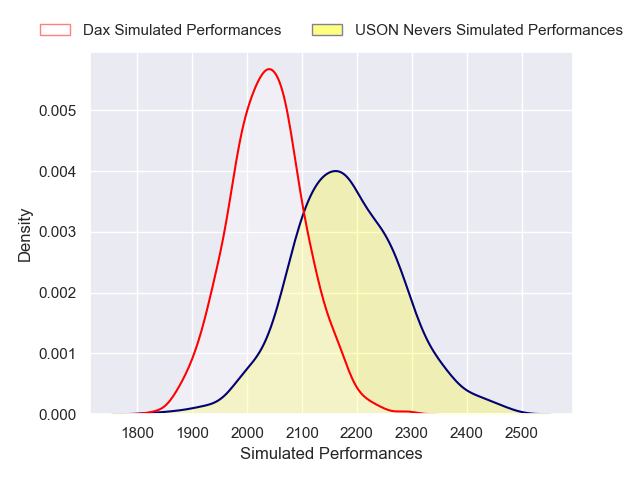 Dax Simulated Performances
USON Nevers Simulated Performances
Density
0.005
0.004
0.003
0.002
0.001
0.000
1800 1900 2000 2100 2200 2300 2400 2500
Simulated Performances